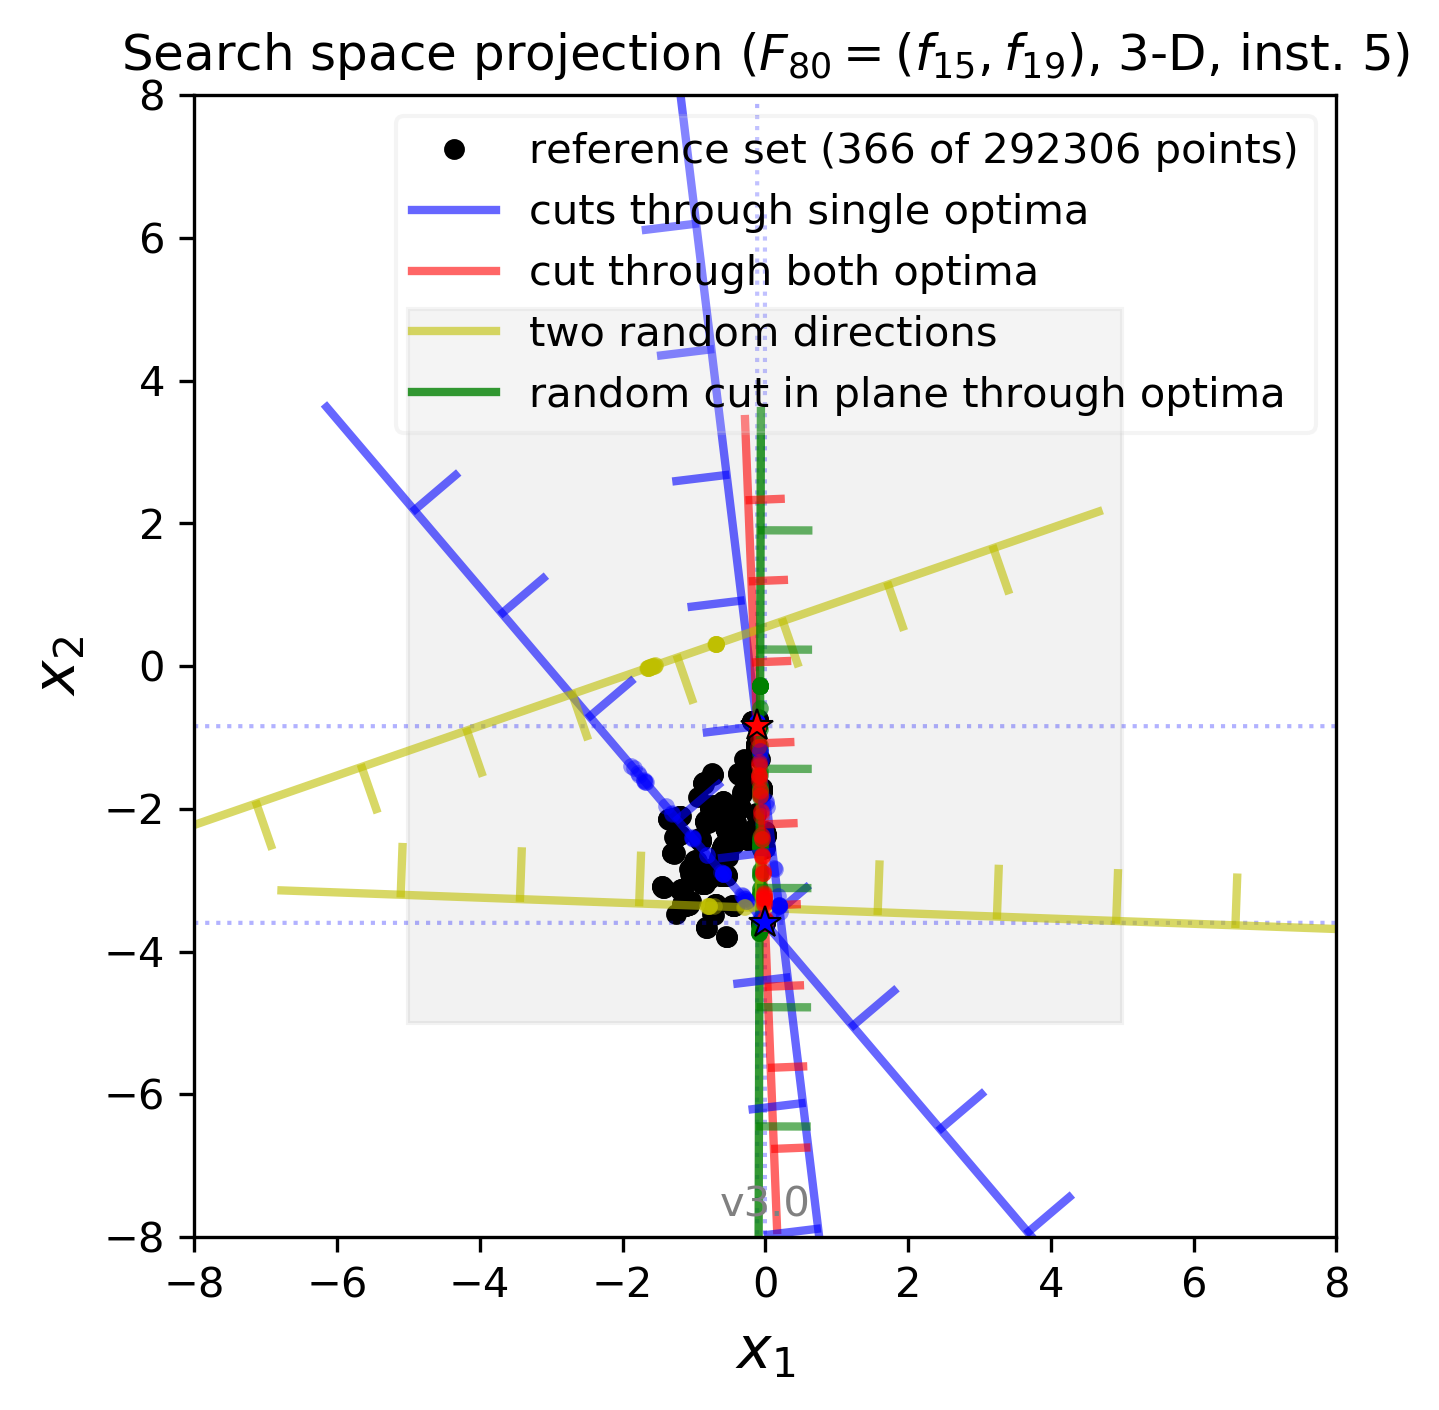 Search space projection (F80 = (f15, f19), 3-D, inst. 5)
reference set (366 of 292306 points)
cuts through single optima
cut through both optima
two random directions
random cut in plane through optima
8
6
4
2
0
−2
−4
−6
−8
x2
v3.0
−8 −6 −4 −2 0 2 4 6 8
x1